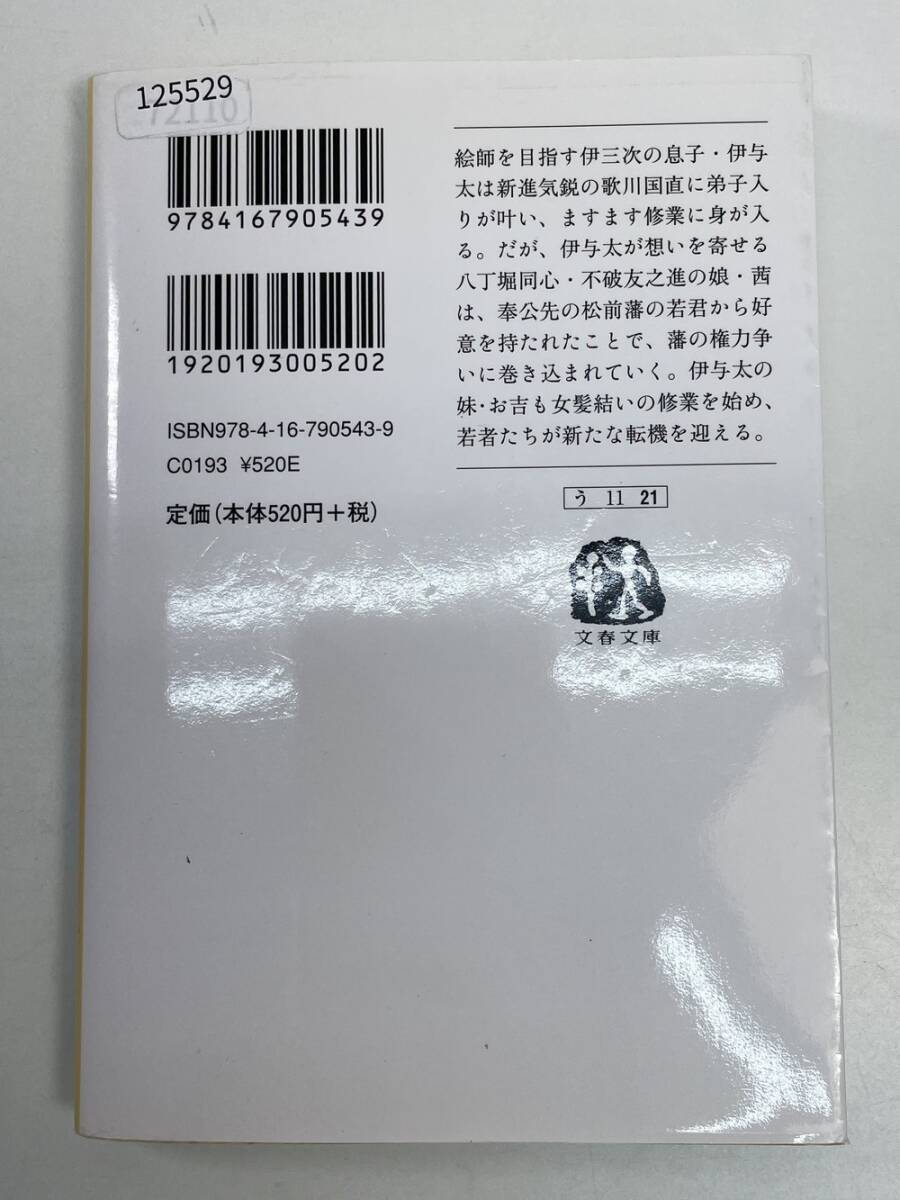 125529
72110
9784167905439
1920193005202
ISBN978-4-16-790543-9
C0193 ¥520E
定価(本体520円+税)
絵師を目指す伊三次の息子・伊与
太は新進気鋭の歌川国直に弟子入
りが叶い、ますます修業に身が入
る。だが、伊与太が想いを寄せる
八丁堀同心・不破友之進の娘・茜
は、奉公先の松前藩の若君から好
意を持たれたことで、藩の権力争
いに巻き込まれていく。伊与太の
妹・お吉も女髪結いの修業を始め、
若者たちが新たな転機を迎える。
う 11 21
文春文庫